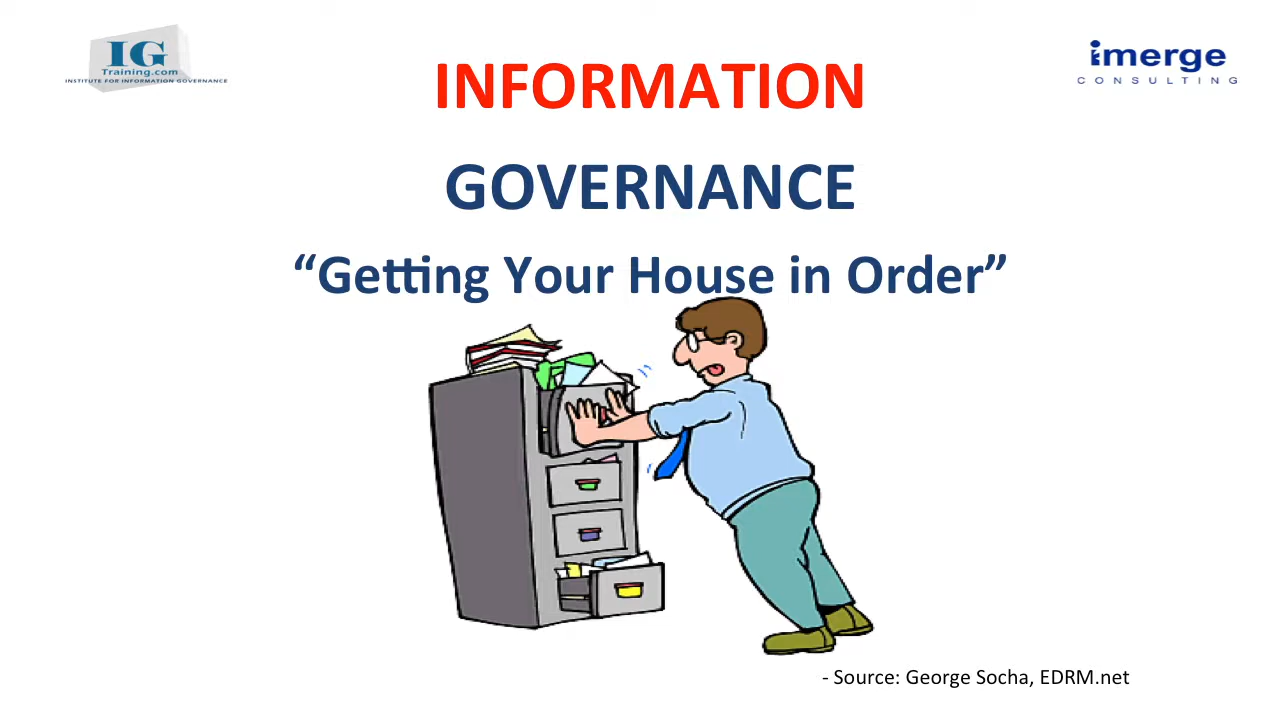 IG
Training.com
INSTITUTE FOR INFORMATION GOVERNANCE
imerge
CONSULTING
INFORMATION
GOVERNANCE
“Getting Your House in Order”
- Source: George Socha, EDRM.net